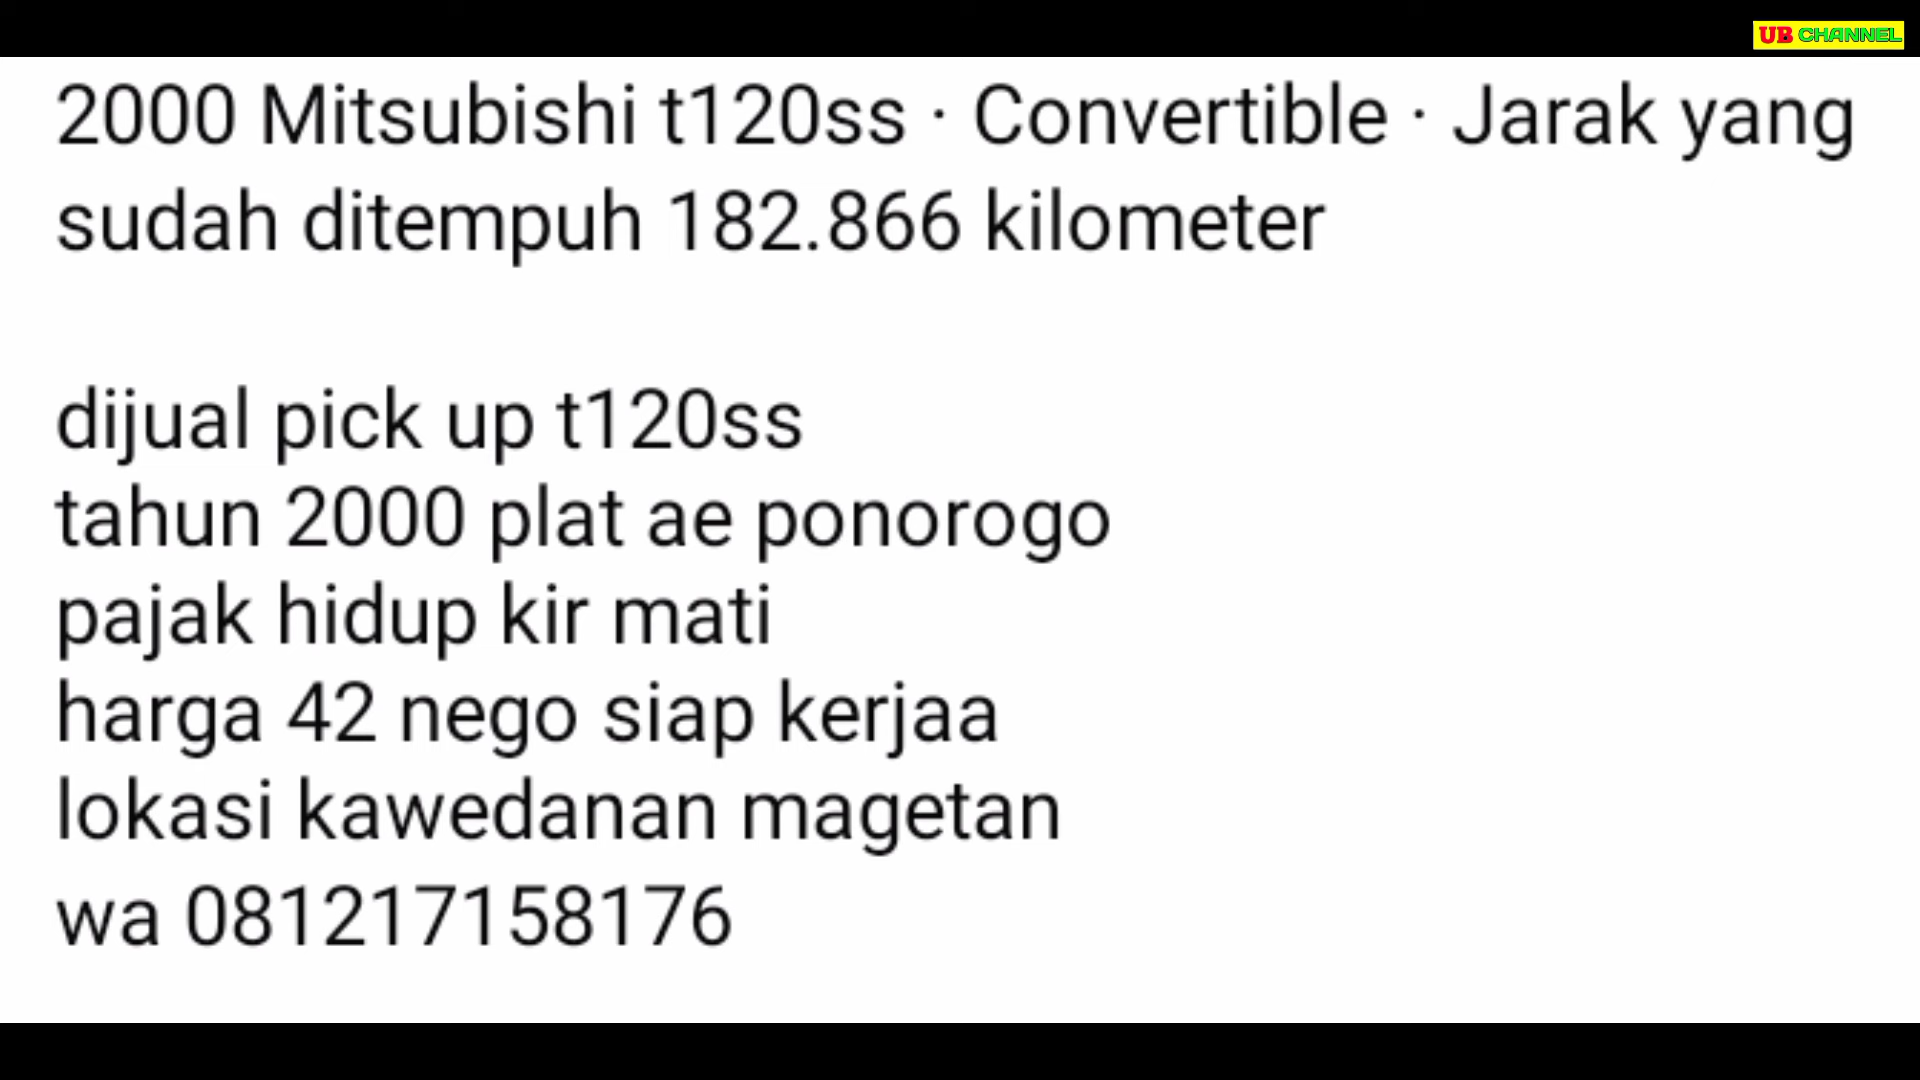 UB CHANNEL
2000 Mitsubishi t120ss · Convertible · Jarak yang
sudah ditempuh 182.866 kilometer
dijual pick up t120ss
tahun 2000 plat ae ponorogo
pajak hidup kir mati
harga 42 nego siap kerjaa
lokasi kawedanan magetan
wa 081217158176